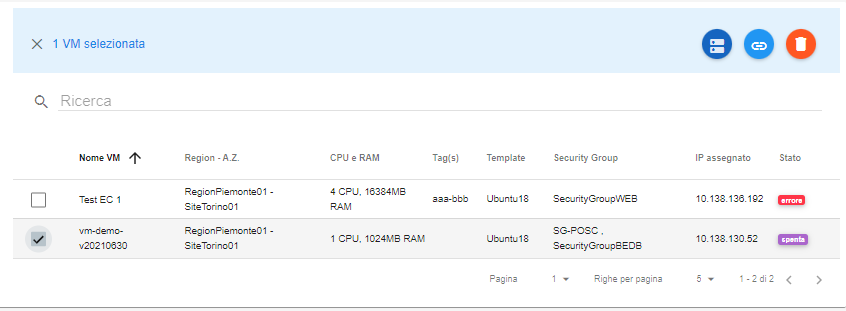 1 VM selezionata
Ricerca
Nome VM Region - A.Z. CPU e RAM Tag(s) Template Security Group IP assegnato Stato
Test EC 1 RegionPiemonte01 - SiteTorino01 4 CPU, 16384MB RAM aaa-bbb Ubuntu18 SecurityGroupWEB 10.138.136.192 errore
vm-demo-v20210630 RegionPiemonte01 - SiteTorino01 1 CPU, 1024MB RAM Ubuntu18 SG-POSC , SecurityGroupBEDB 10.138.130.52 spenta
Pagina 1 Righe per pagina 5 1 - 2 di 2